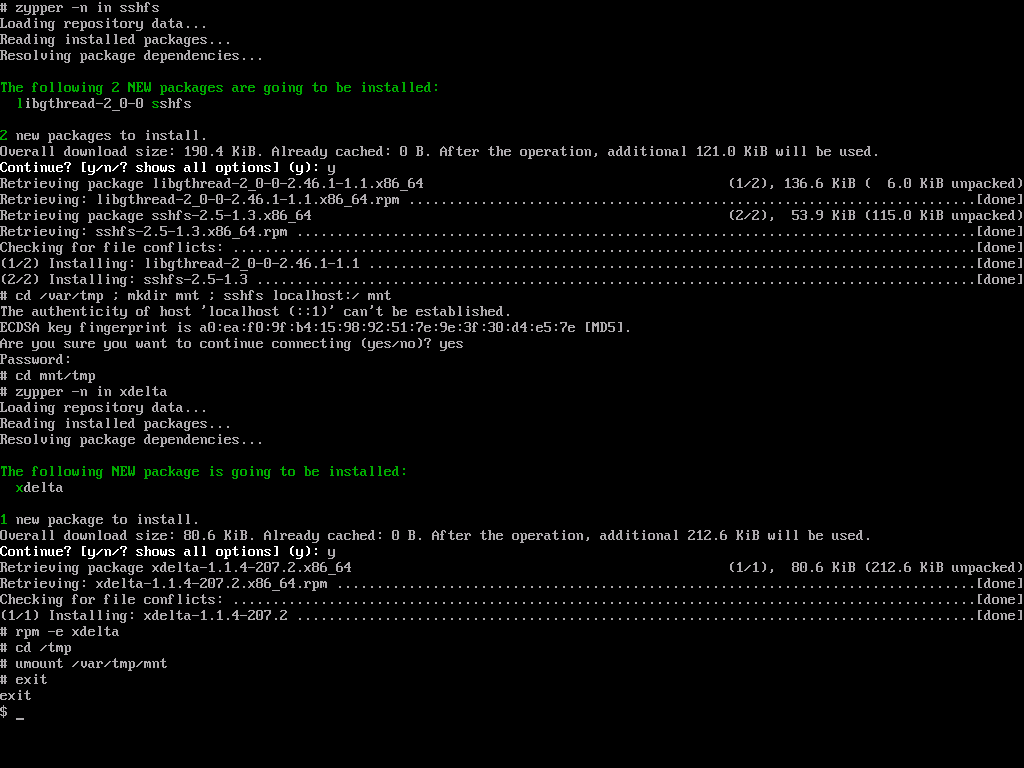 # zypper -n in sshfs
Loading repository data...
Reading installed packages...
Resolving package dependencies...
The following 2 NEW packages are going to be installed:
  libgthread-2_0-0 sshfs
2 new packages to install.
Overall download size: 190.4 KiB. Already cached: 0 B. After the operation, additional 121.0 KiB will be used.
Continue? [y/n/? shows all options] (y): y
Retrieving package libgthread-2_0-0-2.46.1-1.1.x86_64 (1/2), 136.6 KiB (  6.0 KiB unpacked)
Retrieving: libgthread-2_0-0-2.46.1-1.1.x86_64.rpm .......................................................................[done]
Retrieving package sshfs-2.5-1.3.x86_64 (2/2),  53.9 KiB (115.0 KiB unpacked)
Retrieving: sshfs-2.5-1.3.x86_64.rpm .....................................................................................[done]
Checking for file conflicts: .............................................................................................[done]
(1/2) Installing: libgthread-2_0-0-2.46.1-1.1 ............................................................................[done]
(2/2) Installing: sshfs-2.5-1.3 ..........................................................................................[done]
# cd /var/tmp ; mkdir mnt ; sshfs localhost:/ mnt
The authenticity of host 'localhost (::1)' can't be established.
ECDSA key fingerprint is a0:ea:f0:9f:b4:15:98:92:51:7e:9e:3f:30:d4:e5:7e [MD5].
Are you sure you want to continue connecting (yes/no)? yes
Password:
# cd mnt/tmp
# zypper -n in xdelta
Loading repository data...
Reading installed packages...
Resolving package dependencies...
The following NEW package is going to be installed:
  xdelta
1 new package to install.
Overall download size: 80.6 KiB. Already cached: 0 B. After the operation, additional 212.6 KiB will be used.
Continue? [y/n/? shows all options] (y): y
Retrieving package xdelta-1.1.4-207.2.x86_64 (1/1),  80.6 KiB (212.6 KiB unpacked)
Retrieving: xdelta-1.1.4-207.2.x86_64.rpm ................................................................................[done]
Checking for file conflicts: .............................................................................................[done]
(1/1) Installing: xdelta-1.1.4-207.2 .....................................................................................[done]
# rpm -e xdelta
# cd /tmp
# umount /var/tmp/mnt
# exit
exit
$ _